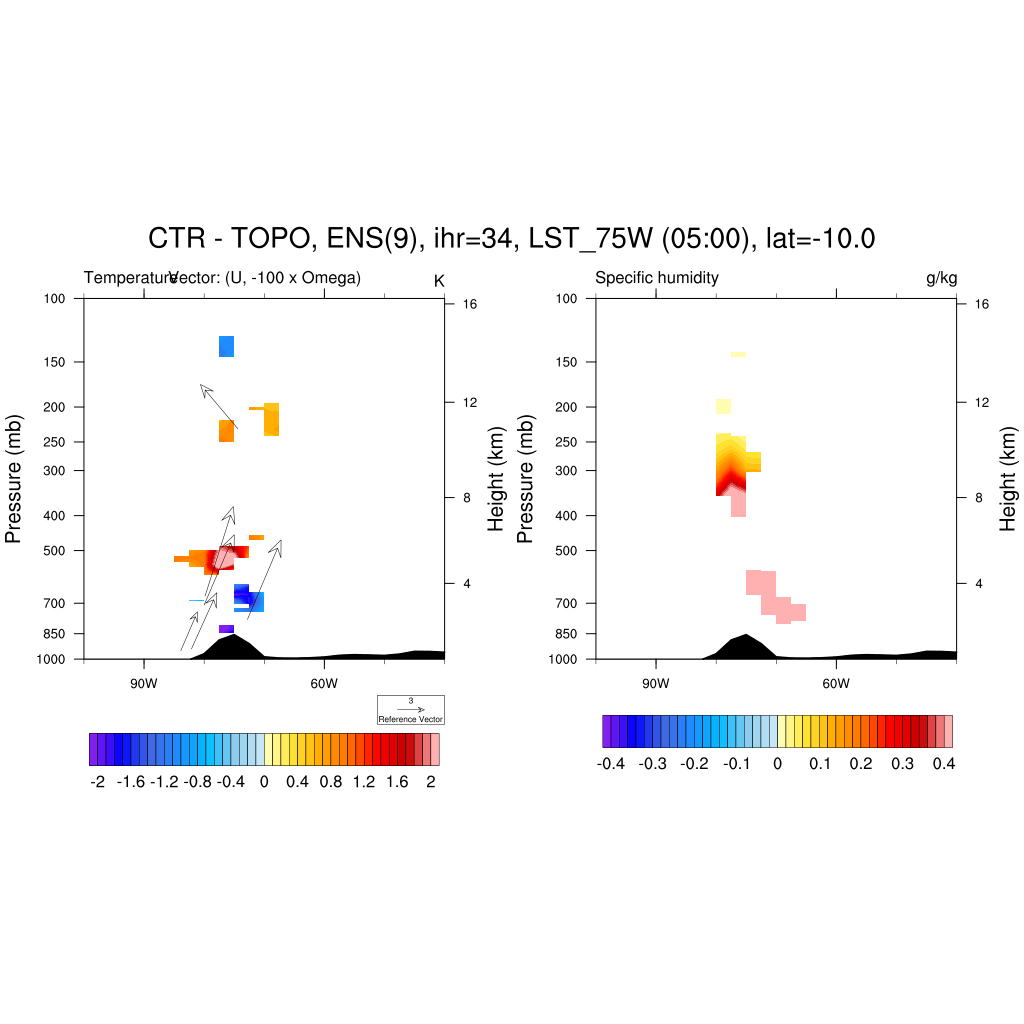 CTR - TOPO, ENS(9), ihr=34, LST_75W (05:00), lat=-10.0
Temperature Vector: (U, -100 x Omega) K
Specific humidity g/kg
100
150
200
250
300
400
500
700
850
1000
Pressure (mb)
16
12
8
4
Height (km)
90W 60W
3
Reference Vector
-2 -1.6 -1.2 -0.8 -0.4 0 0.4 0.8 1.2 1.6 2
100
150
200
250
300
400
500
700
850
1000
Pressure (mb)
16
12
8
4
Height (km)
90W 60W
-0.4 -0.3 -0.2 -0.1 0 0.1 0.2 0.3 0.4